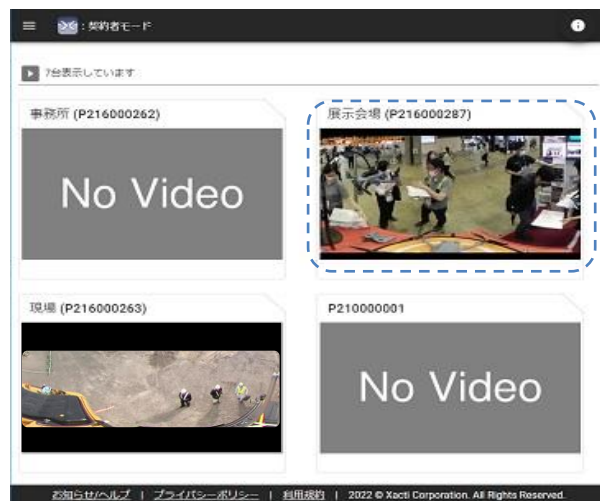 : 契約者モード
7台表示しています
事務所 (P216000262)
展示会場 (P216000287)
No Video
現場 (P216000263)
P210000001
No Video
お知らせ/ヘルプ | プライバシーポリシー | 利用規約 | 2022 © Xacti Corporation. All Rights Reserved.